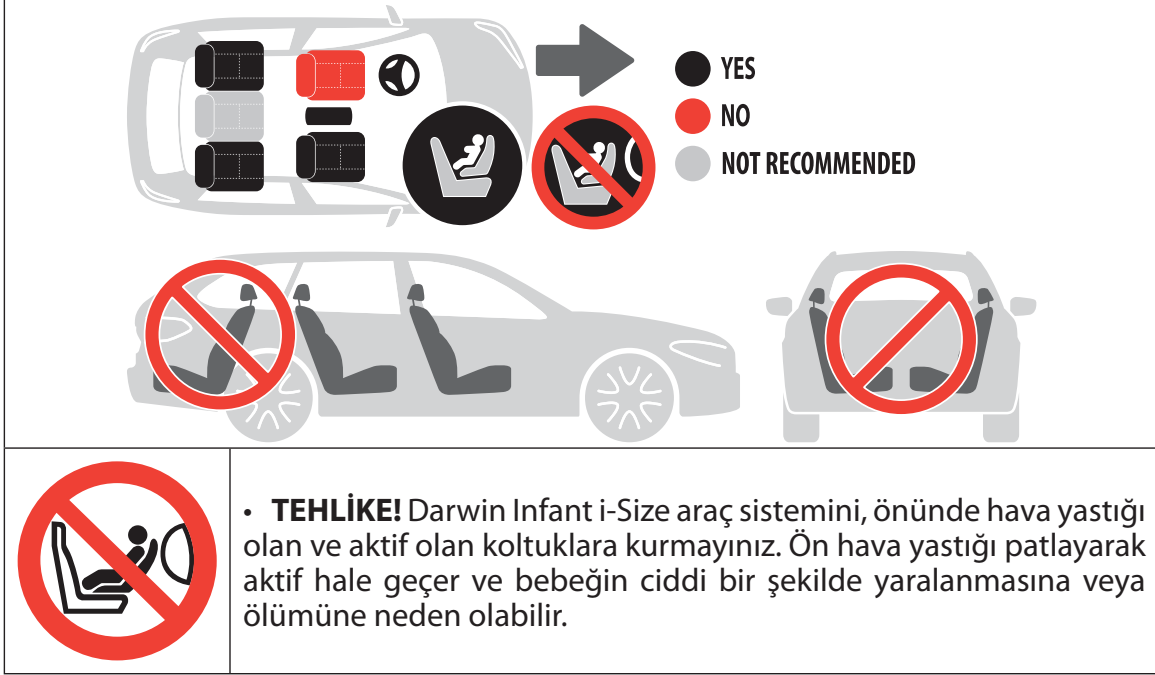 YES
NO
NOT RECOMMENDED
• TEHLİKE! Darwin Infant i-Size araç sistemini, önünde hava yastığı
olan ve aktif olan koltuklara kurmayınız. Ön hava yastığı patlayarak
aktif hale geçer ve bebeğin ciddi bir şekilde yaralanmasına veya
ölümüne neden olabilir.